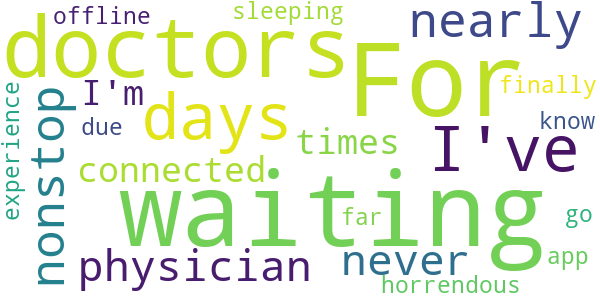 offline
sleeping
doctors
For
nearly
I'm
days
finally
experience
nonstop
due
times
I've
know
connected
waiting
far
go
physician
never
app
horrendous